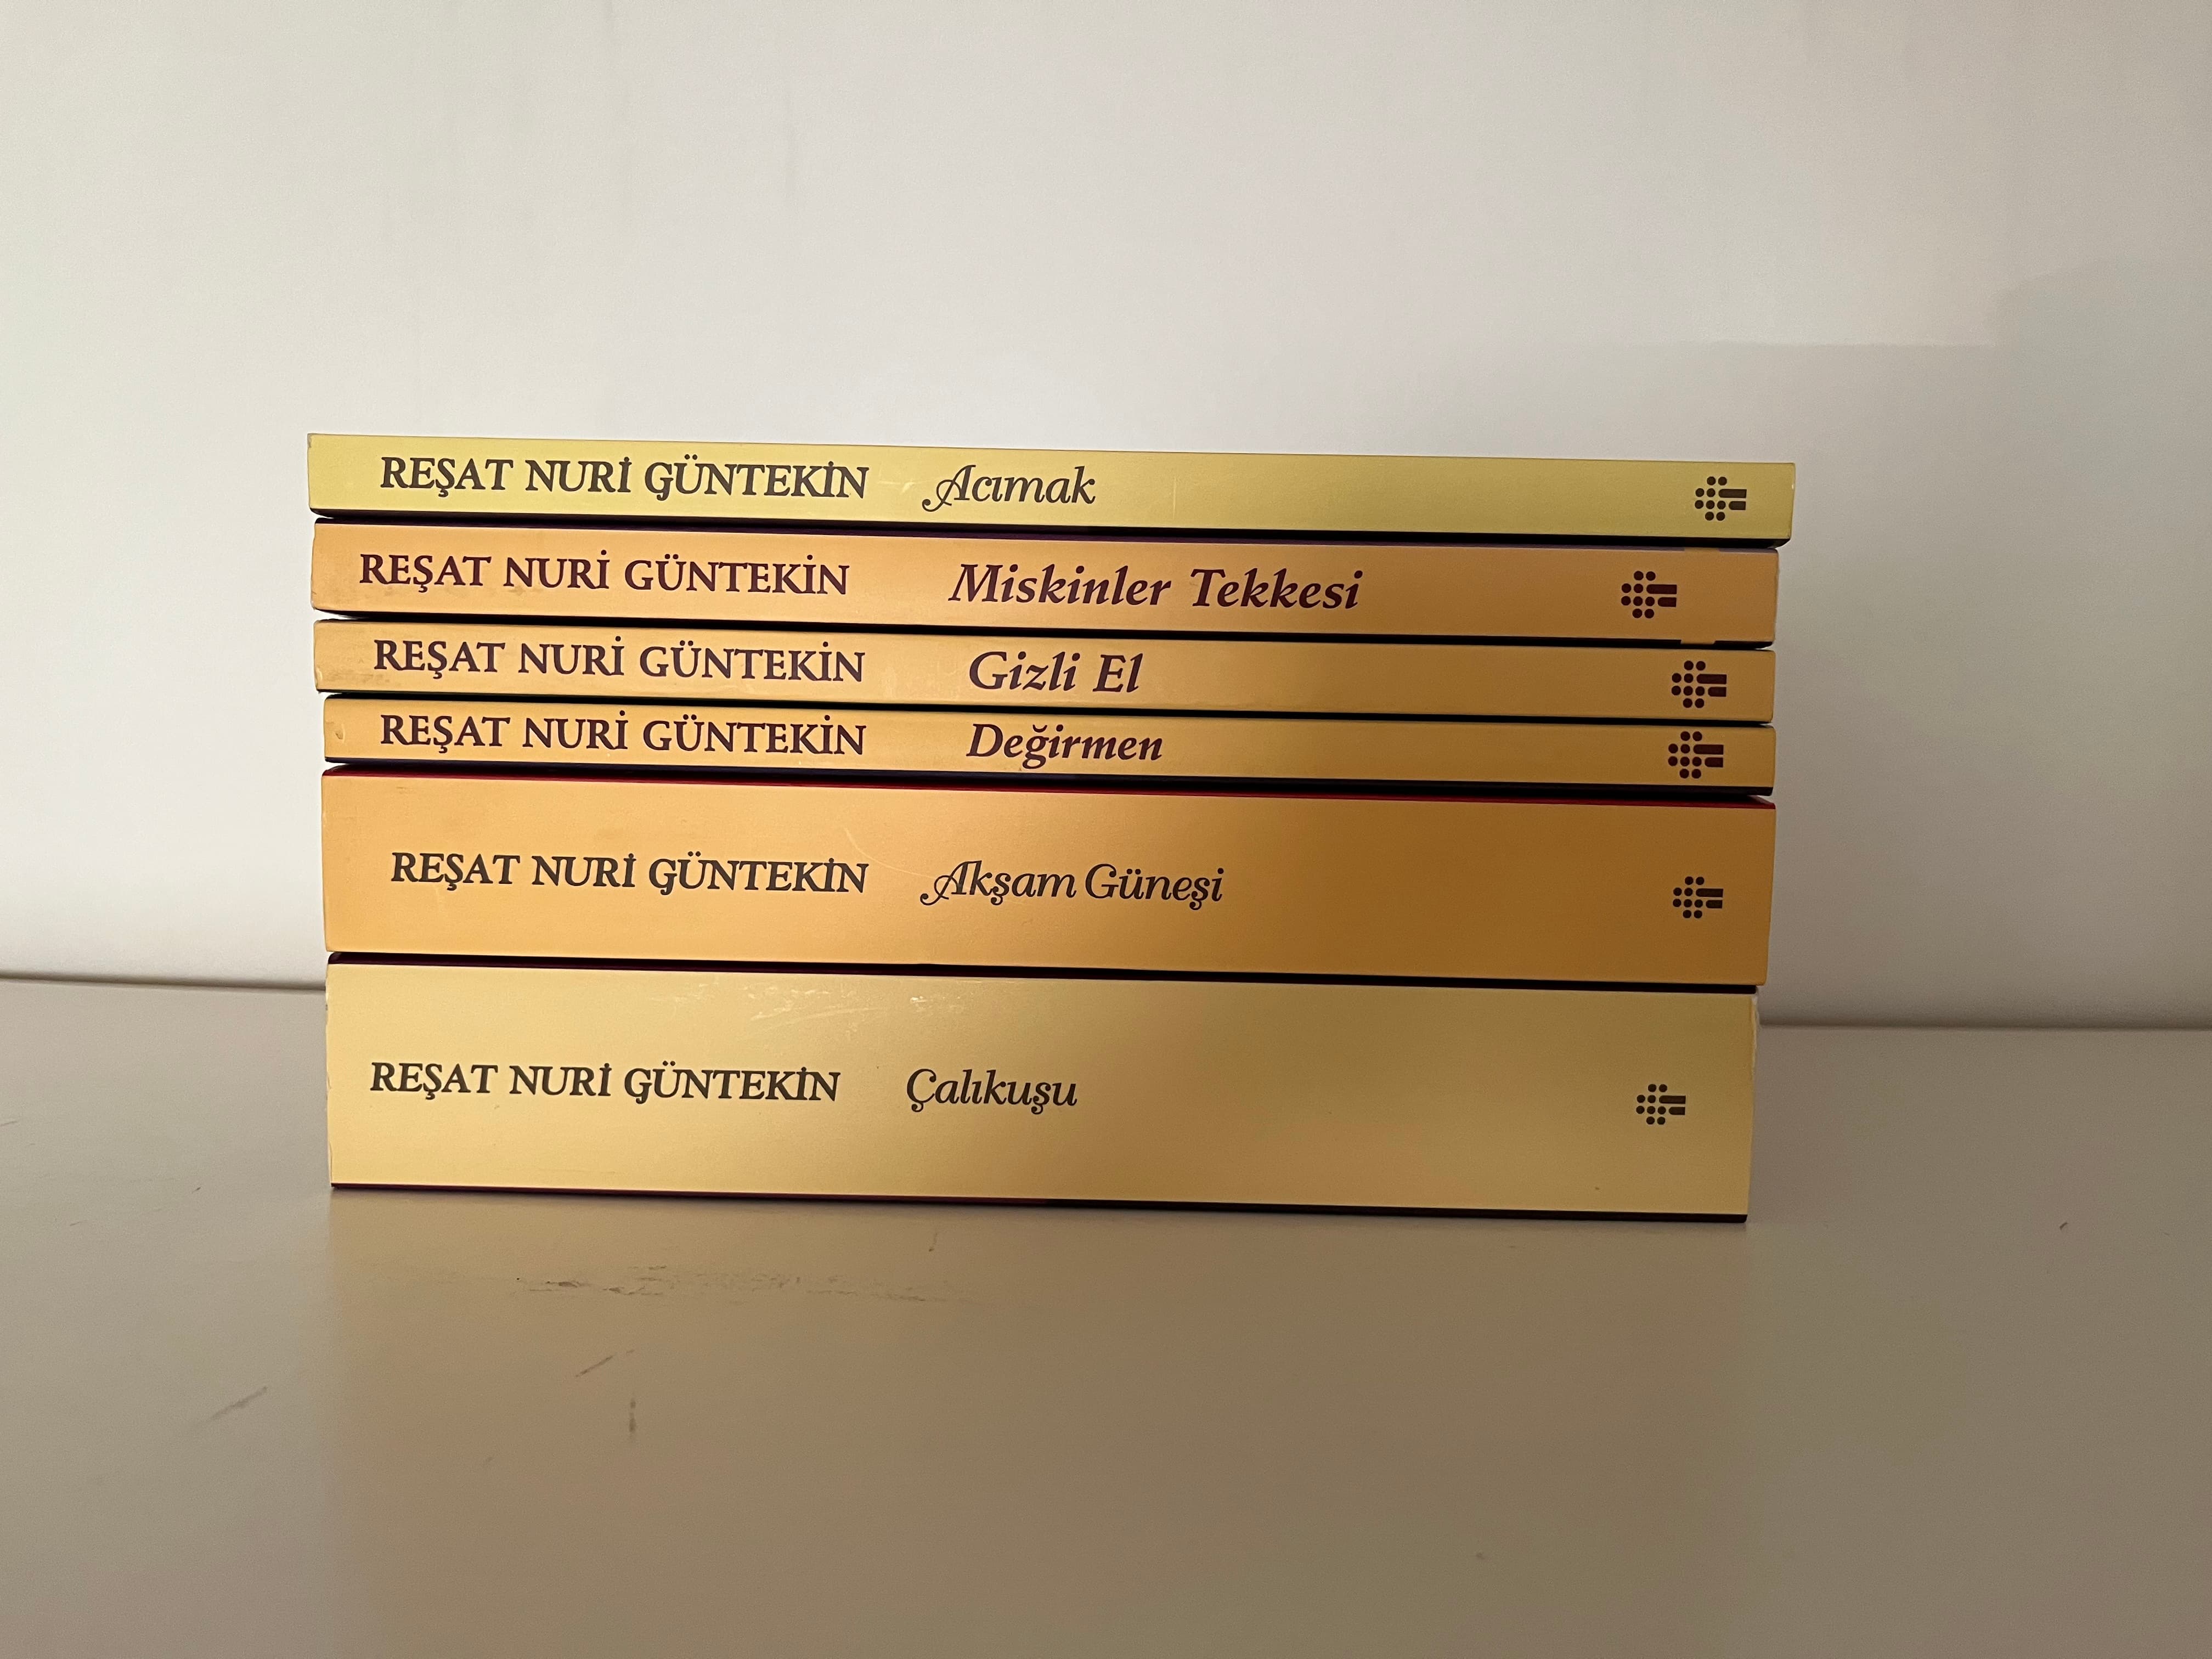 REŞAT NURİ GÜNTEKİN Acımak
REŞAT NURİ GÜNTEKİN Miskinler Tekkesi
REŞAT NURİ GÜNTEKİN Gizli El
REŞAT NURİ GÜNTEKİN Değirmen
REŞAT NURİ GÜNTEKİN Akşam Güneşi
REŞAT NURİ GÜNTEKİN Çalıkuşu